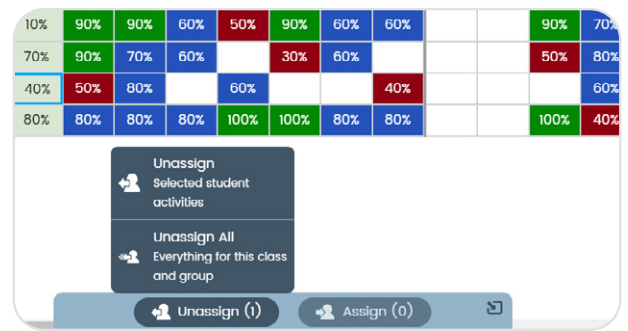 10% 90% 90% 60% 50% 90% 60% 60% 90% 70%
70% 90% 70% 60% 30% 60% 50% 80%
40% 50% 80% 60% 40% 60%
80% 80% 80% 80% 100% 100% 80% 80% 100% 40%
Unassign
Selected student
activities
Unassign All
Everything for this class
and group
Unassign (1) Assign (0)